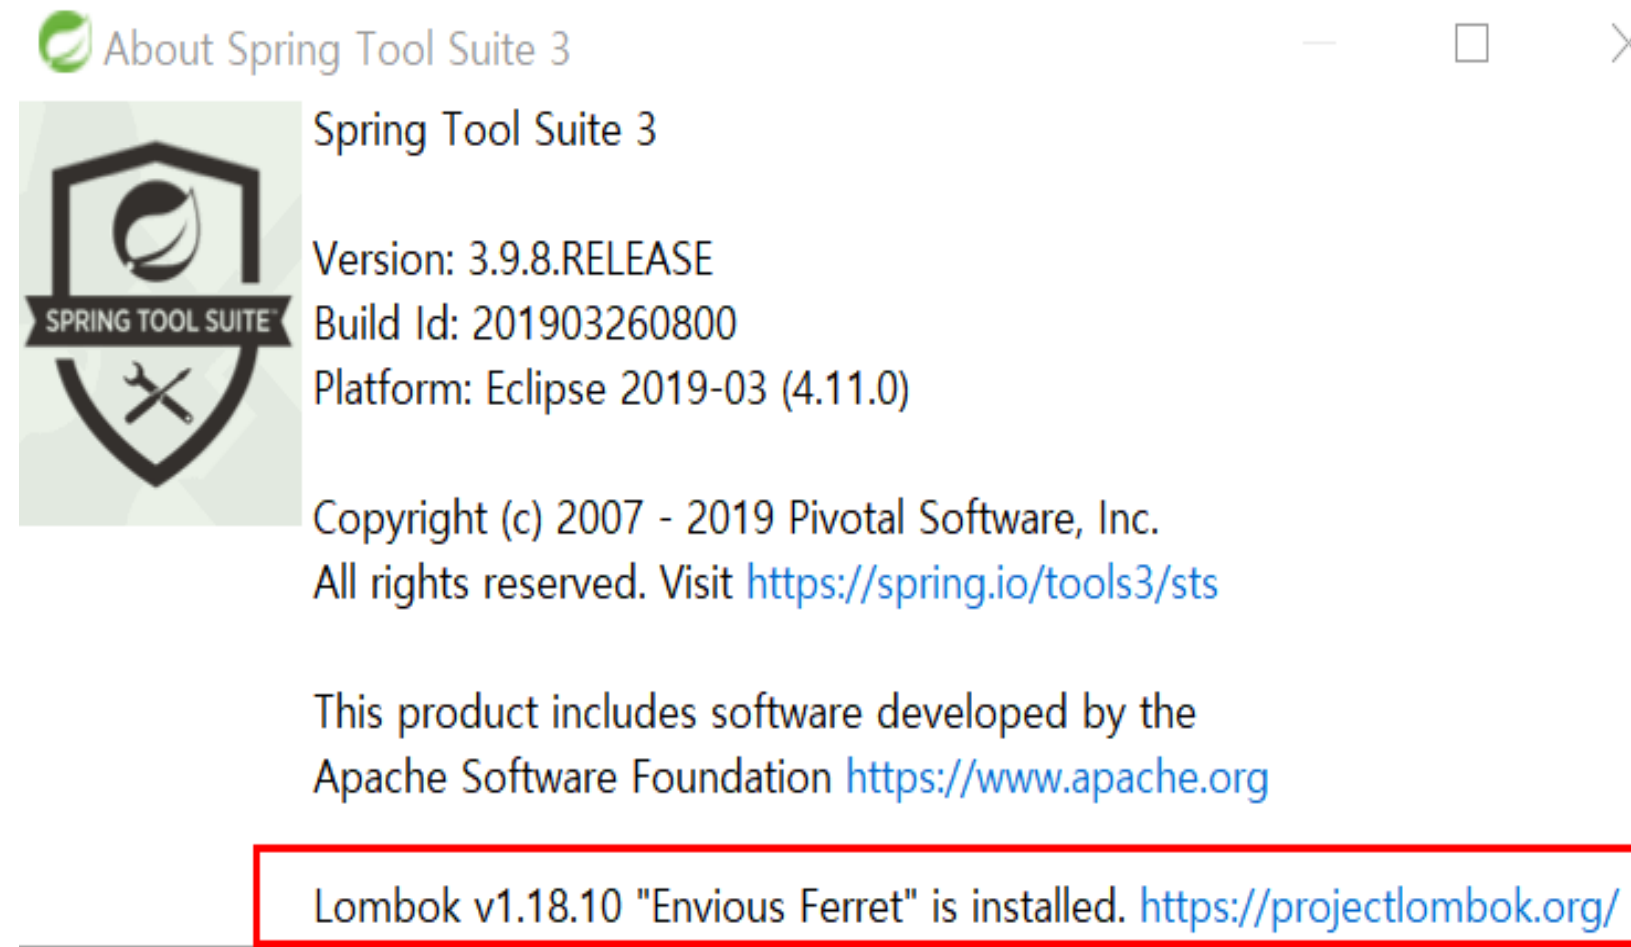 About Spring Tool Suite 3
Spring Tool Suite 3
Version: 3.9.8.RELEASE
SPRING TOOL SUITE™
Build Id: 201903260800
Platform: Eclipse 2019-03 (4.11.0)
Copyright (c) 2007 - 2019 Pivotal Software, Inc.
All rights reserved. Visit https://spring.io/tools3/sts
This product includes software developed by the
Apache Software Foundation https://www.apache.org
Lombok v1.18.10 "Envious Ferret" is installed. https://projectlombok.org/